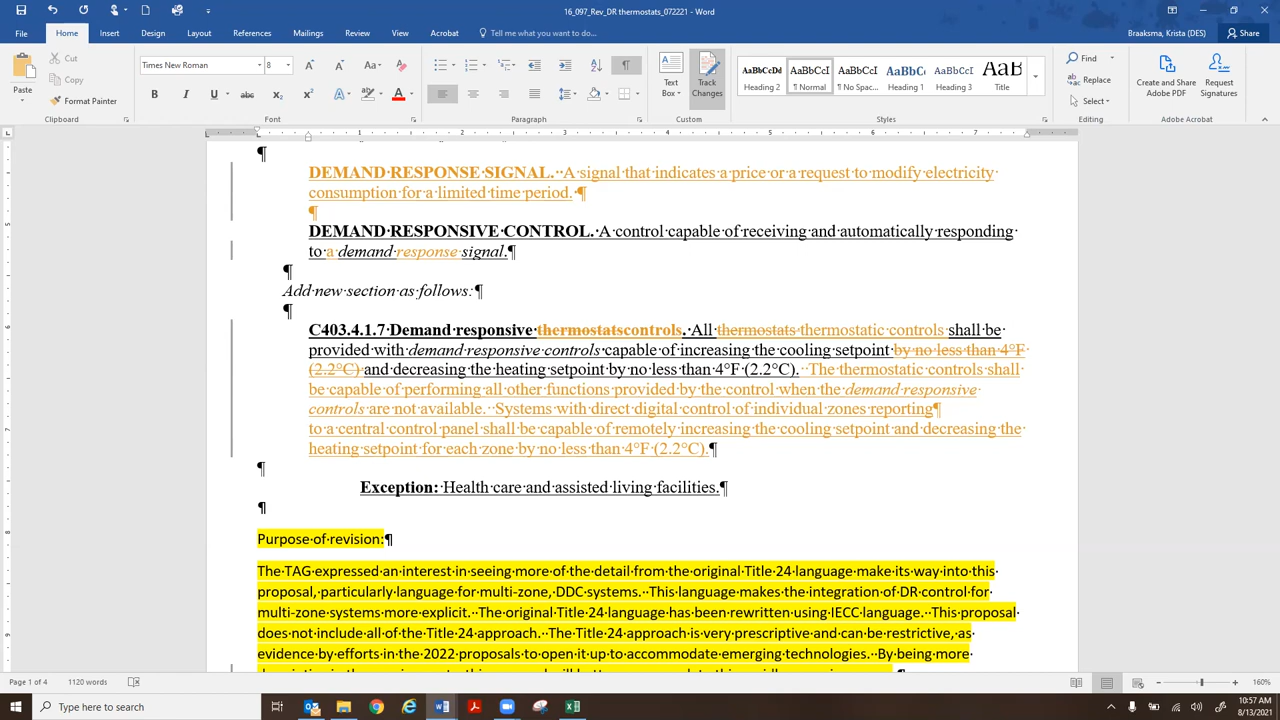 16_097_Rev_DR thermostats_072221 - Word
Braaksma, Krista (DES)
File Home Insert Draw Design Layout References Mailings Review View Acrobat Tell me what you want to do... Share
Paste
Cut
Copy
Format Painter
Times New Roman 8
Text Box
Track Changes
AaBbCcDd AaBbCcI AaBbCcI AaBbC AaBbCcI AaB
Heading 2 ¶ Normal ¶ No Spac... Heading 1 Heading 3 Title
Find
Replace
Select
Create and Share Adobe PDF
Request Signatures
Clipboard Font Paragraph Custom Styles Editing Adobe Acrobat
1 2 3 4 5 6 7
¶
DEMAND RESPONSE SIGNAL. A signal that indicates a price or a request to modify electricity
consumption for a limited time period. ¶
¶
DEMAND RESPONSIVE CONTROL. A control capable of receiving and automatically responding
to a demand response signal.¶
¶
Add new section as follows:¶
¶
C403.4.1.7 Demand responsive thermostatscontrols. All thermostats thermostatic controls shall be
provided with demand responsive controls capable of increasing the cooling setpoint by no less than 4°F
(2.2°C) and decreasing the heating setpoint by no less than 4°F (2.2°C). The thermostatic controls shall
be capable of performing all other functions provided by the control when the demand responsive
controls are not available. Systems with direct digital control of individual zones reporting¶
to a central control panel shall be capable of remotely increasing the cooling setpoint and decreasing the
heating setpoint for each zone by no less than 4°F (2.2°C).¶
¶
Exception: Health care and assisted living facilities.¶
¶
Purpose of revision:¶
The TAG expressed an interest in seeing more of the detail from the original Title 24 language make its way into this
proposal, particularly language for multi-zone, DDC systems. This language makes the integration of DR control for
multi-zone systems more explicit. The original Title 24 language has been rewritten using IECC language. This proposal
does not include all of the Title 24 approach. The Title 24 approach is very prescriptive and can be restrictive, as
evidence by efforts in the 2022 proposals to open it up to accommodate emerging technologies. By being more
Page 1 of 4 1120 words 160%
Type here to search
10:57 AM
8/13/2021